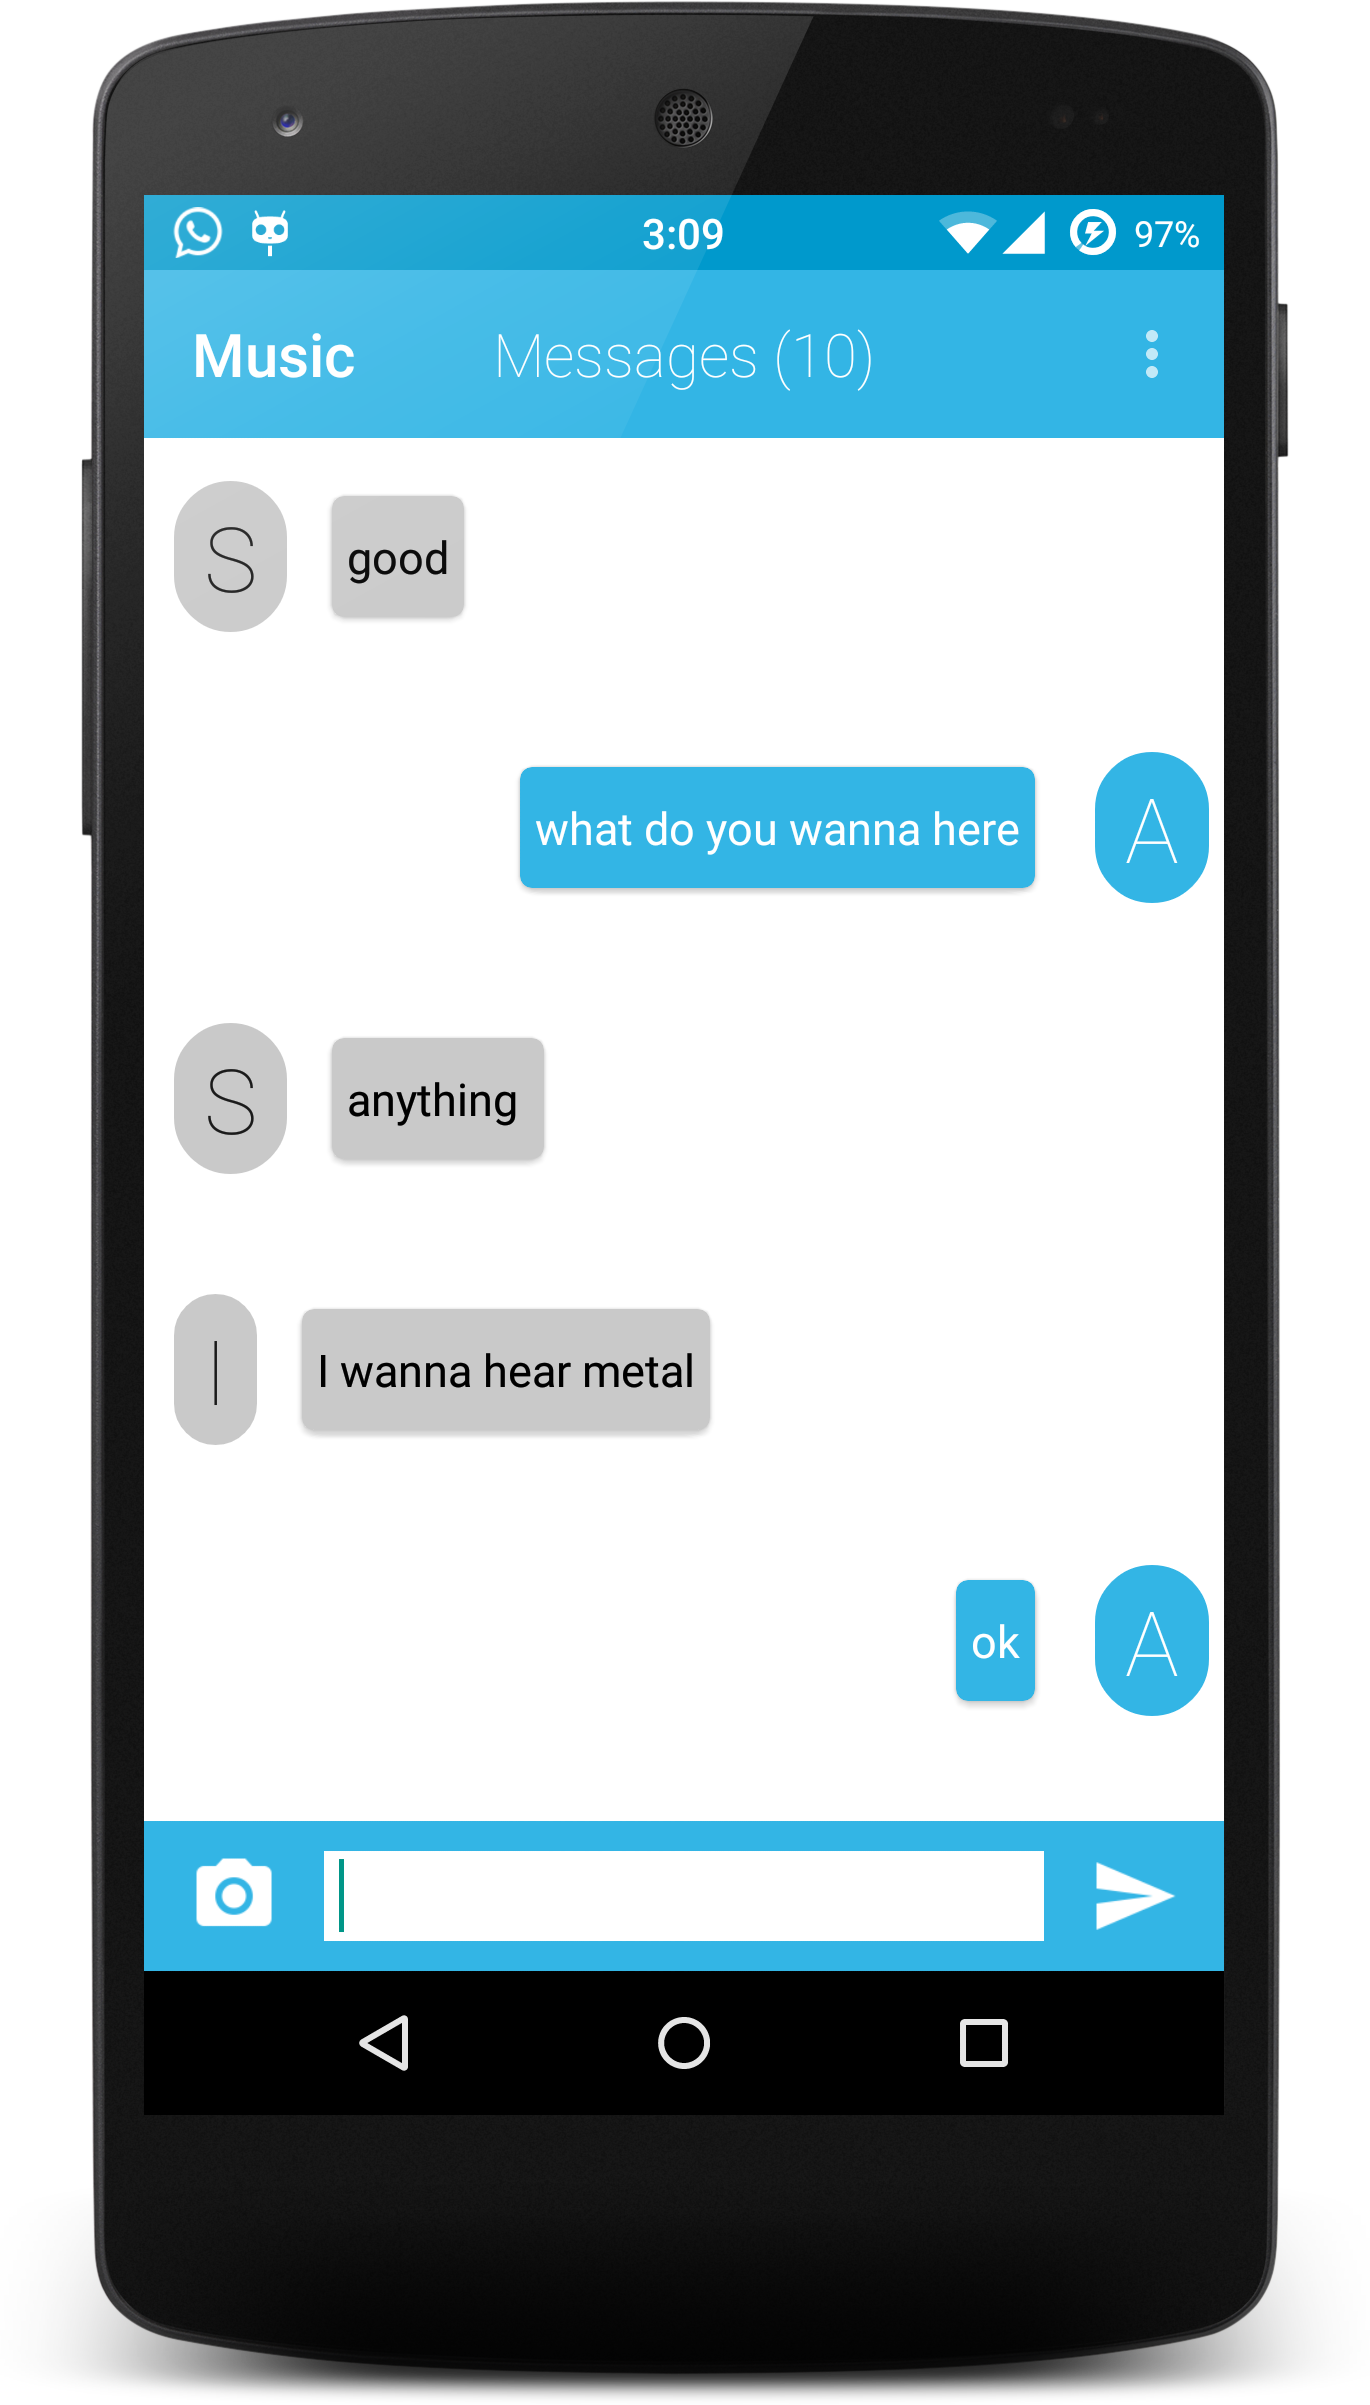 3:09
97%
Music
Messages (10)
S
good
what do you wanna here
A
S
anything
I
I wanna hear metal
ok
A